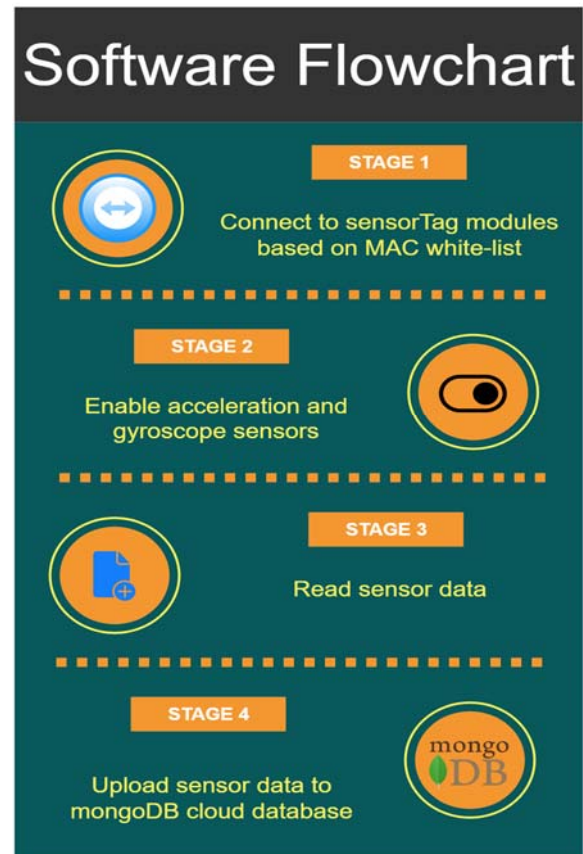 Software Flowchart
STAGE 1
Connect to sensorTag modules
based on MAC white-list
STAGE 2
Enable acceleration and
gyroscope sensors
STAGE 3
Read sensor data
STAGE 4
mongo
DB
Upload sensor data to
mongoDB cloud database